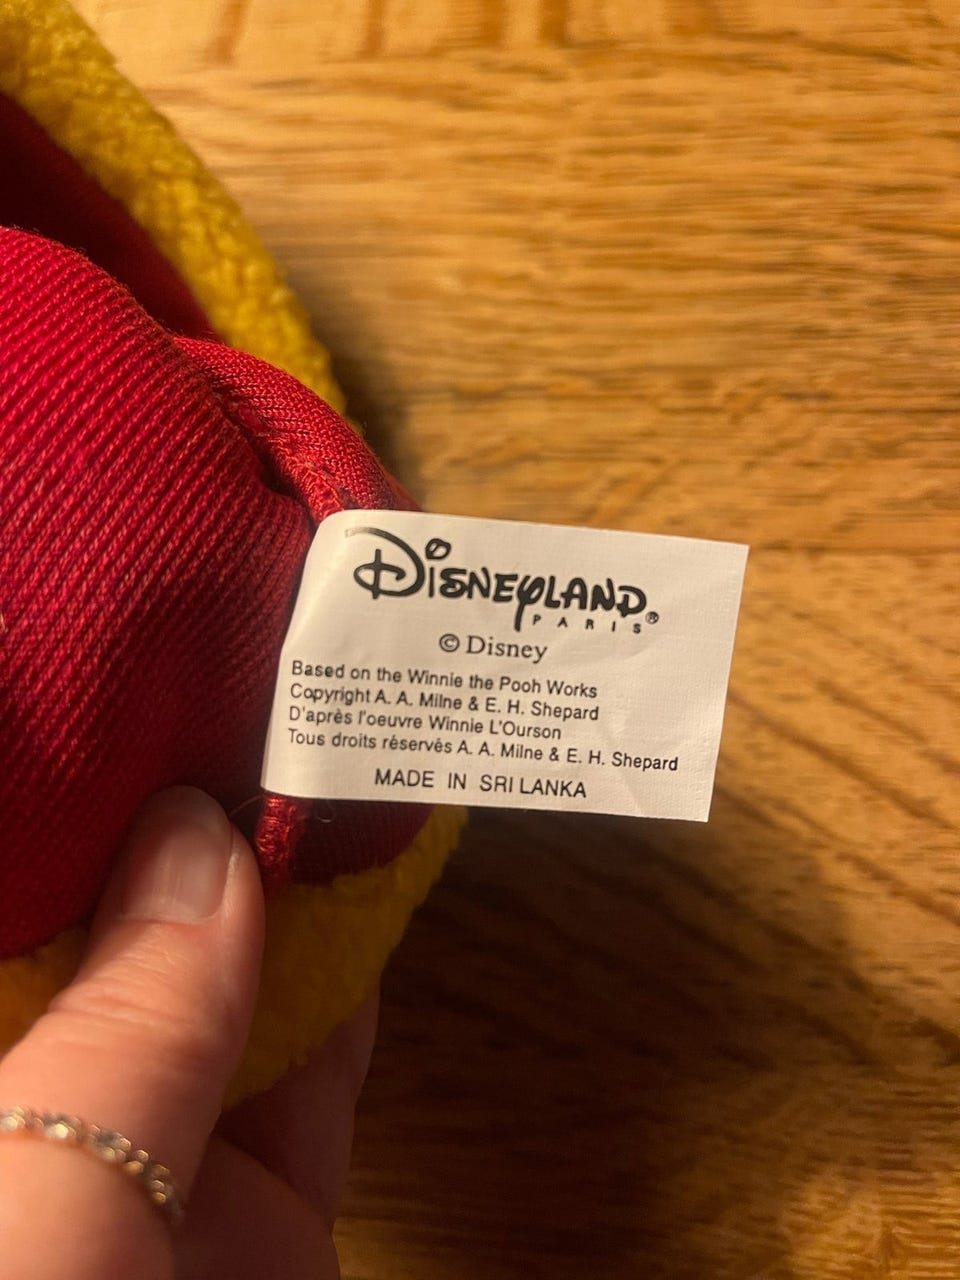 Disneyland®
PARIS
© Disney
Based on the Winnie the Pooh Works
Copyright A. A. Milne & E. H. Shepard
D'après l'oeuvre Winnie L'Ourson
Tous droits réservés A. A. Milne & E. H. Shepard
MADE IN SRI LANKA